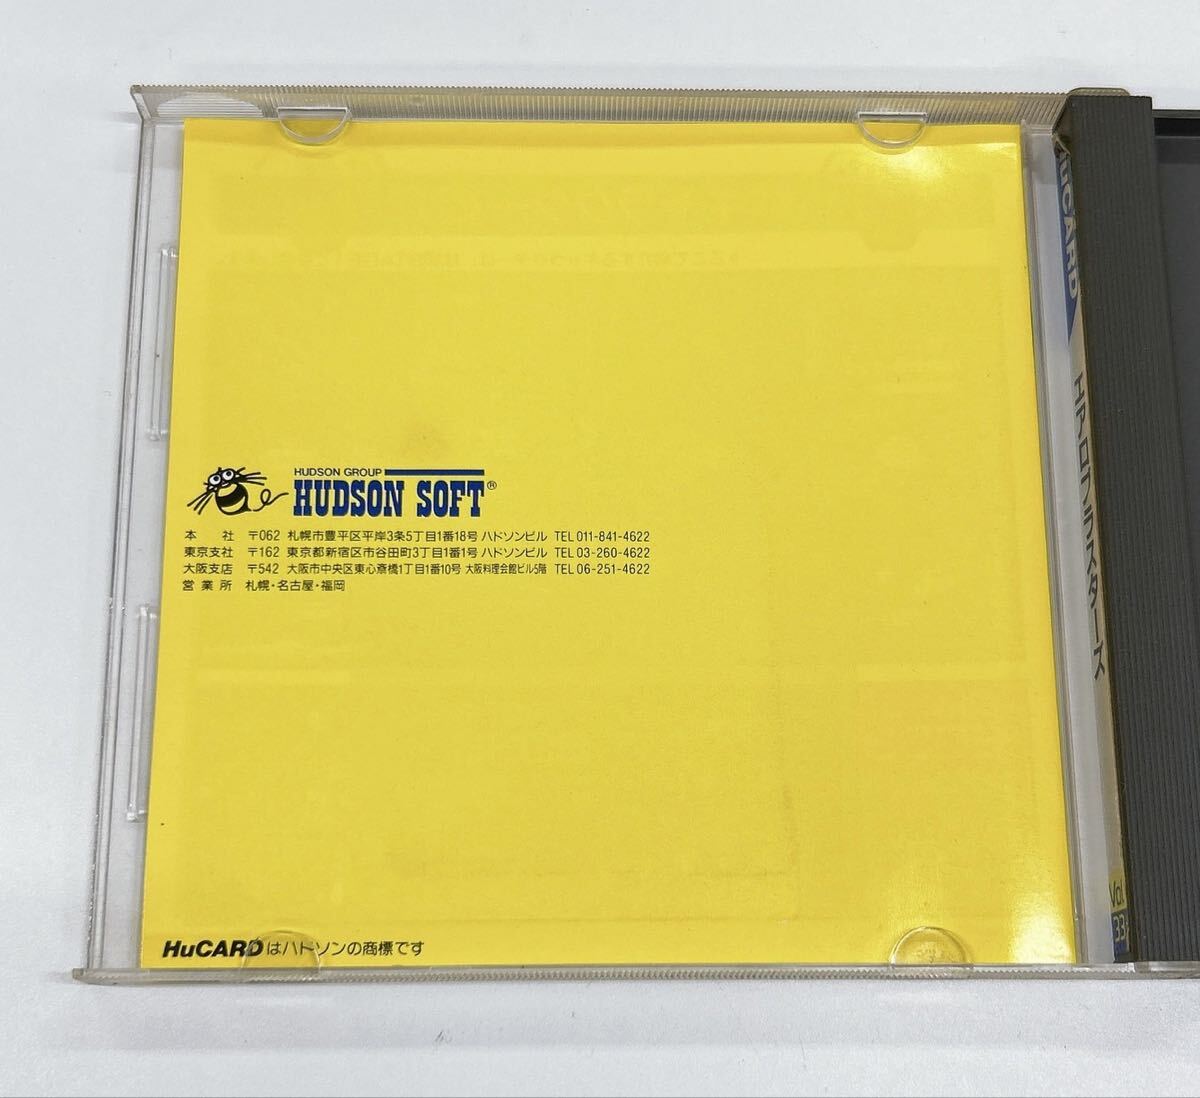 HUDSON GROUP
HUDSON SOFT®
本　社　〒062 札幌市豊平区平岸3条5丁目1番18号 ハドソンビル TEL 011-841-4622
東京支社　〒162 東京都新宿区市谷田町3丁目1番1号 ハドソンビル TEL 03-260-4622
大阪支店　〒542 大阪市中央区東心斎橋1丁目1番10号 大阪料理会館ビル5階 TEL 06-251-4622
営業所　札幌・名古屋・福岡
HuCARDはハドソンの商標です
HuCARD
Vol
33